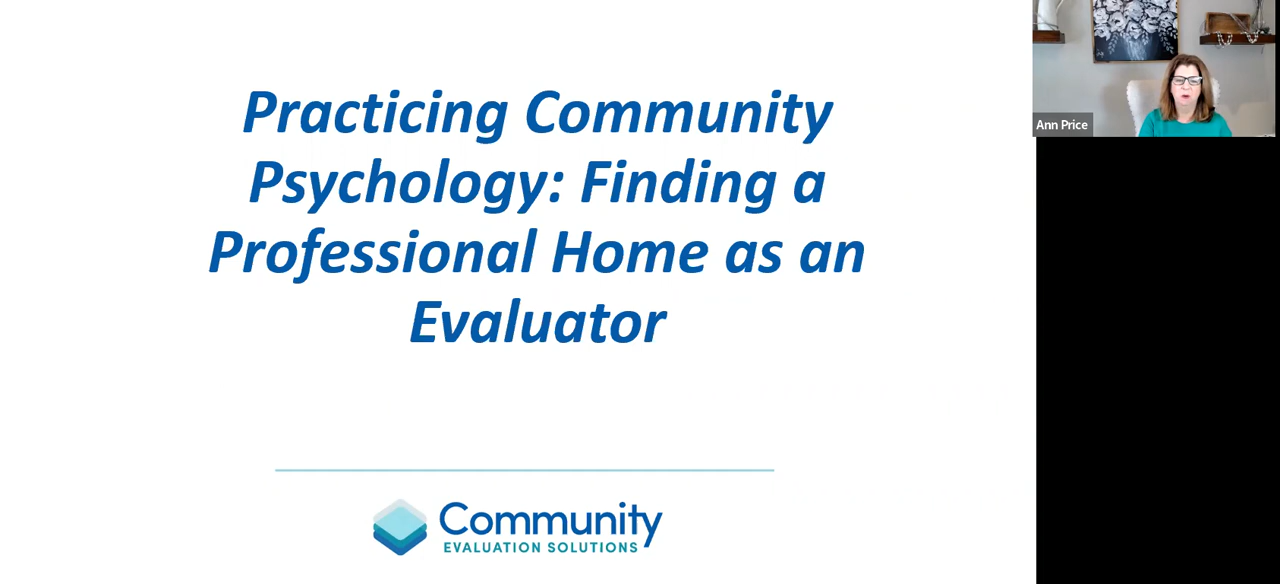 Practicing Community
Psychology: Finding a
Professional Home as an
Evaluator
Community
EVALUATION SOLUTIONS
Ann Price